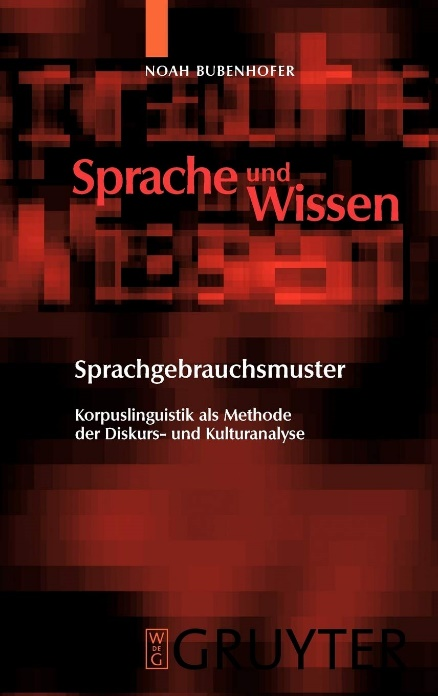 NOAH BUBENHOFER
Sprache und
Wissen
Sprachgebrauchsmuster
Korpuslinguistik als Methode
der Diskurs- und Kulturanalyse
W
DE
G
GRUYTER